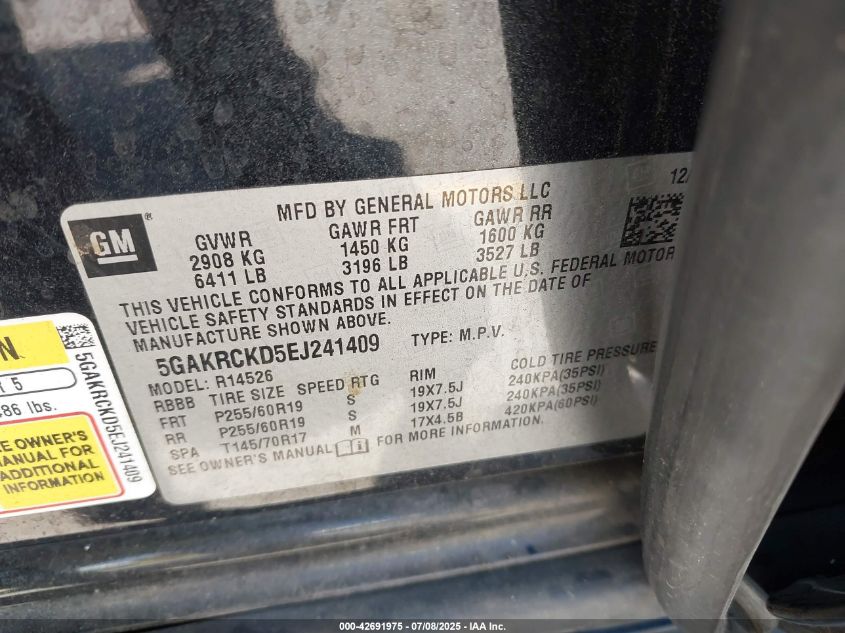 MFD BY GENERAL MOTORS LLC
12/
GM®
GVWR
GAWR FRT
GAWR RR
2908 KG
1450 KG
1600 KG
6411 LB
3196 LB
3527 LB
THIS VEHICLE CONFORMS TO ALL APPLICABLE U.S. FEDERAL MOTOR
VEHICLE SAFETY STANDARDS IN EFFECT ON THE DATE OF
MANUFACTURE SHOWN ABOVE.
5GAKRCKD5EJ241409 TYPE: M.P.V.
MODEL: R14526
RBBB TIRE SIZE SPEED RTG RIM COLD TIRE PRESSURE
FRT P255/60R19 S 19X7.5J 240KPA(35PSI)
RR P255/60R19 S 19X7.5J 240KPA(35PSI)
SPA T145/70R17 M 17X4.5B 420KPA(60PSI)
SEE OWNER'S MANUAL FOR MORE INFORMATION.
N
5
486 lbs.
EE OWNER'S
MANUAL FOR
ADDITIONAL
INFORMATION
5GAKRCKD5EJ241409
000-42691975 - 07/08/2025 - IAA Inc.